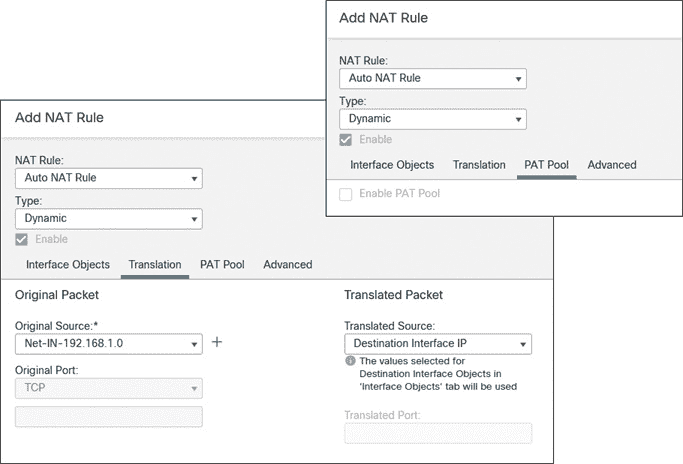 Add NAT Rule
NAT Rule:
Auto NAT Rule
Type:
Dynamic
Enable
Interface Objects Translation PAT Pool Advanced
Enable PAT Pool
Add NAT Rule
NAT Rule:
Auto NAT Rule
Type:
Dynamic
Enable
Interface Objects Translation PAT Pool Advanced
Original Packet
Original Source:*
Net-IN-192.168.1.0
Original Port:
TCP
Translated Packet
Translated Source:
Destination Interface IP
The values selected for
Destination Interface Objects in
'Interface Objects' tab will be used
Translated Port: